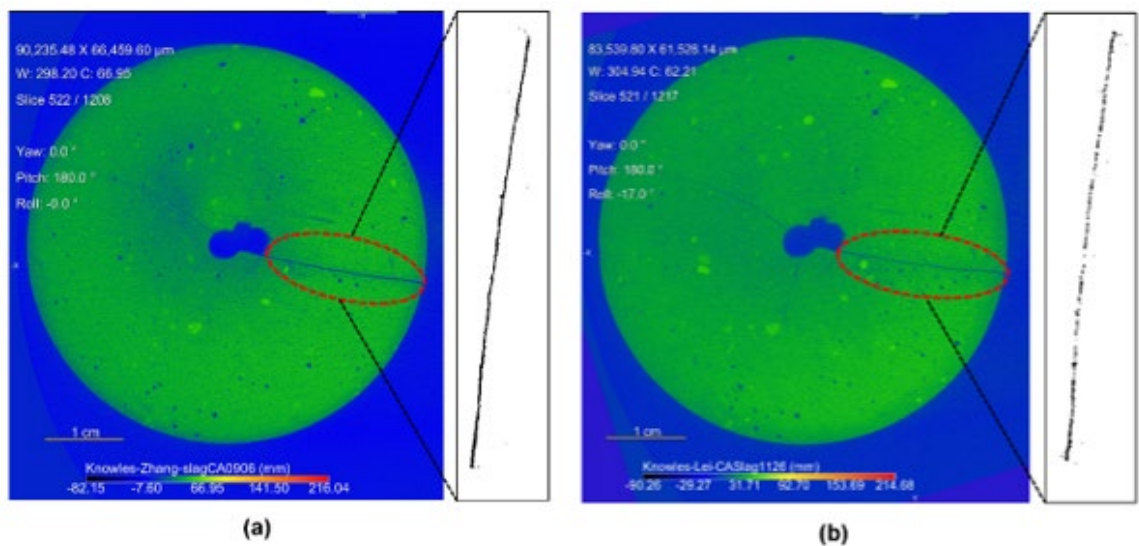 90,235.48 X 66,459.60 µm
W: 298.20 C: 66.95
Slice 522 / 1208
Yaw: 0.0 °
Pitch: 180.0 °
Roll: -0.0 °
-X
1 cm
Knowles-Zhang-slagCA0906 (mm)
-82.15 -7.60 66.95 141.50 216.04
(a)
83,539.80 X 61,528.14 µm
W: 304.94 C: 62.21
Slice 521 / 1217
Yaw: 0.0 °
Pitch: 180.0 °
Roll: -17.0 °
-X
1 cm
Knowles-Lei-CASlag1126 (mm)
-90.26 -29.27 31.71 92.70 153.69 214.68
(b)